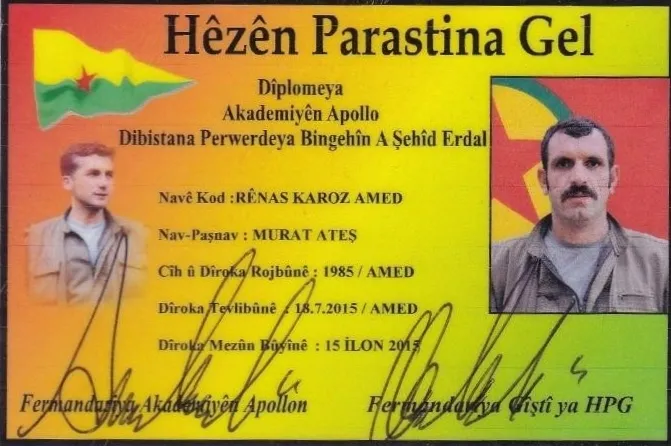 Hêzên Parastina Gel
Dîplomeya
Akademiyên Apollo
Dibistana Perwerdeya Bingehîn A Şehîd Erdal
Navê Kod :RÊNAS KAROZ AMED
Nav-Paşnav : MURAT ATEŞ
Cîh û Dîroka Rojbûnê : 1985 / AMED
Dîroka Tevlibûnê : 18.7.2015 / AMED
Dîroka Mezûn Bûyînê : 15 İLON 2015
Fermandariya Akademiyên Apollon
Fermandariya Giştî ya HPG